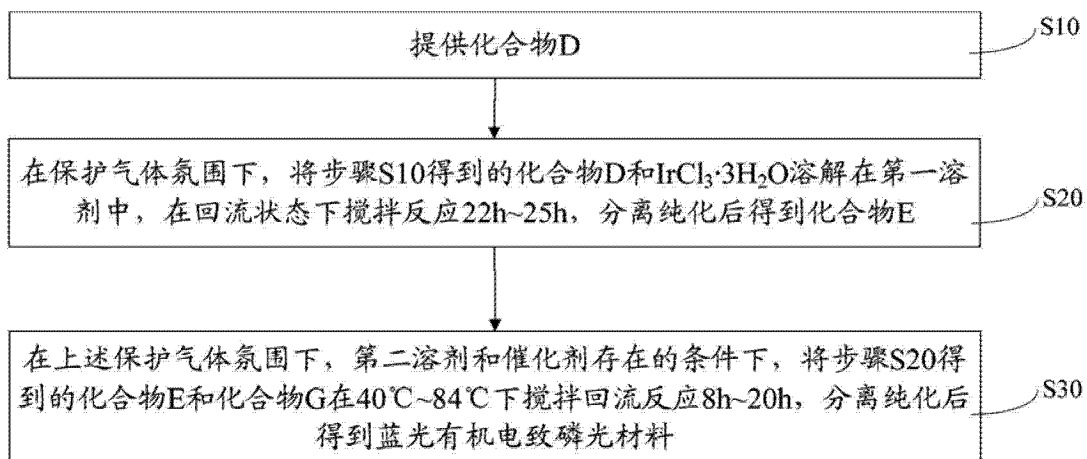 提供化合物D
S10
在保护气体氛围下，将步骤S10得到的化合物D和IrCl₃·3H₂O溶解在第一溶
剂中，在回流状态下搅拌反应22h~25h，分离纯化后得到化合物E
S20
在上述保护气体氛围下，第二溶剂和催化剂存在的条件下，将步骤S20得
到的化合物E和化合物G在40℃~84℃下搅拌回流反应8h~20h，分离纯化后
得到蓝光有机电致磷光材料
S30